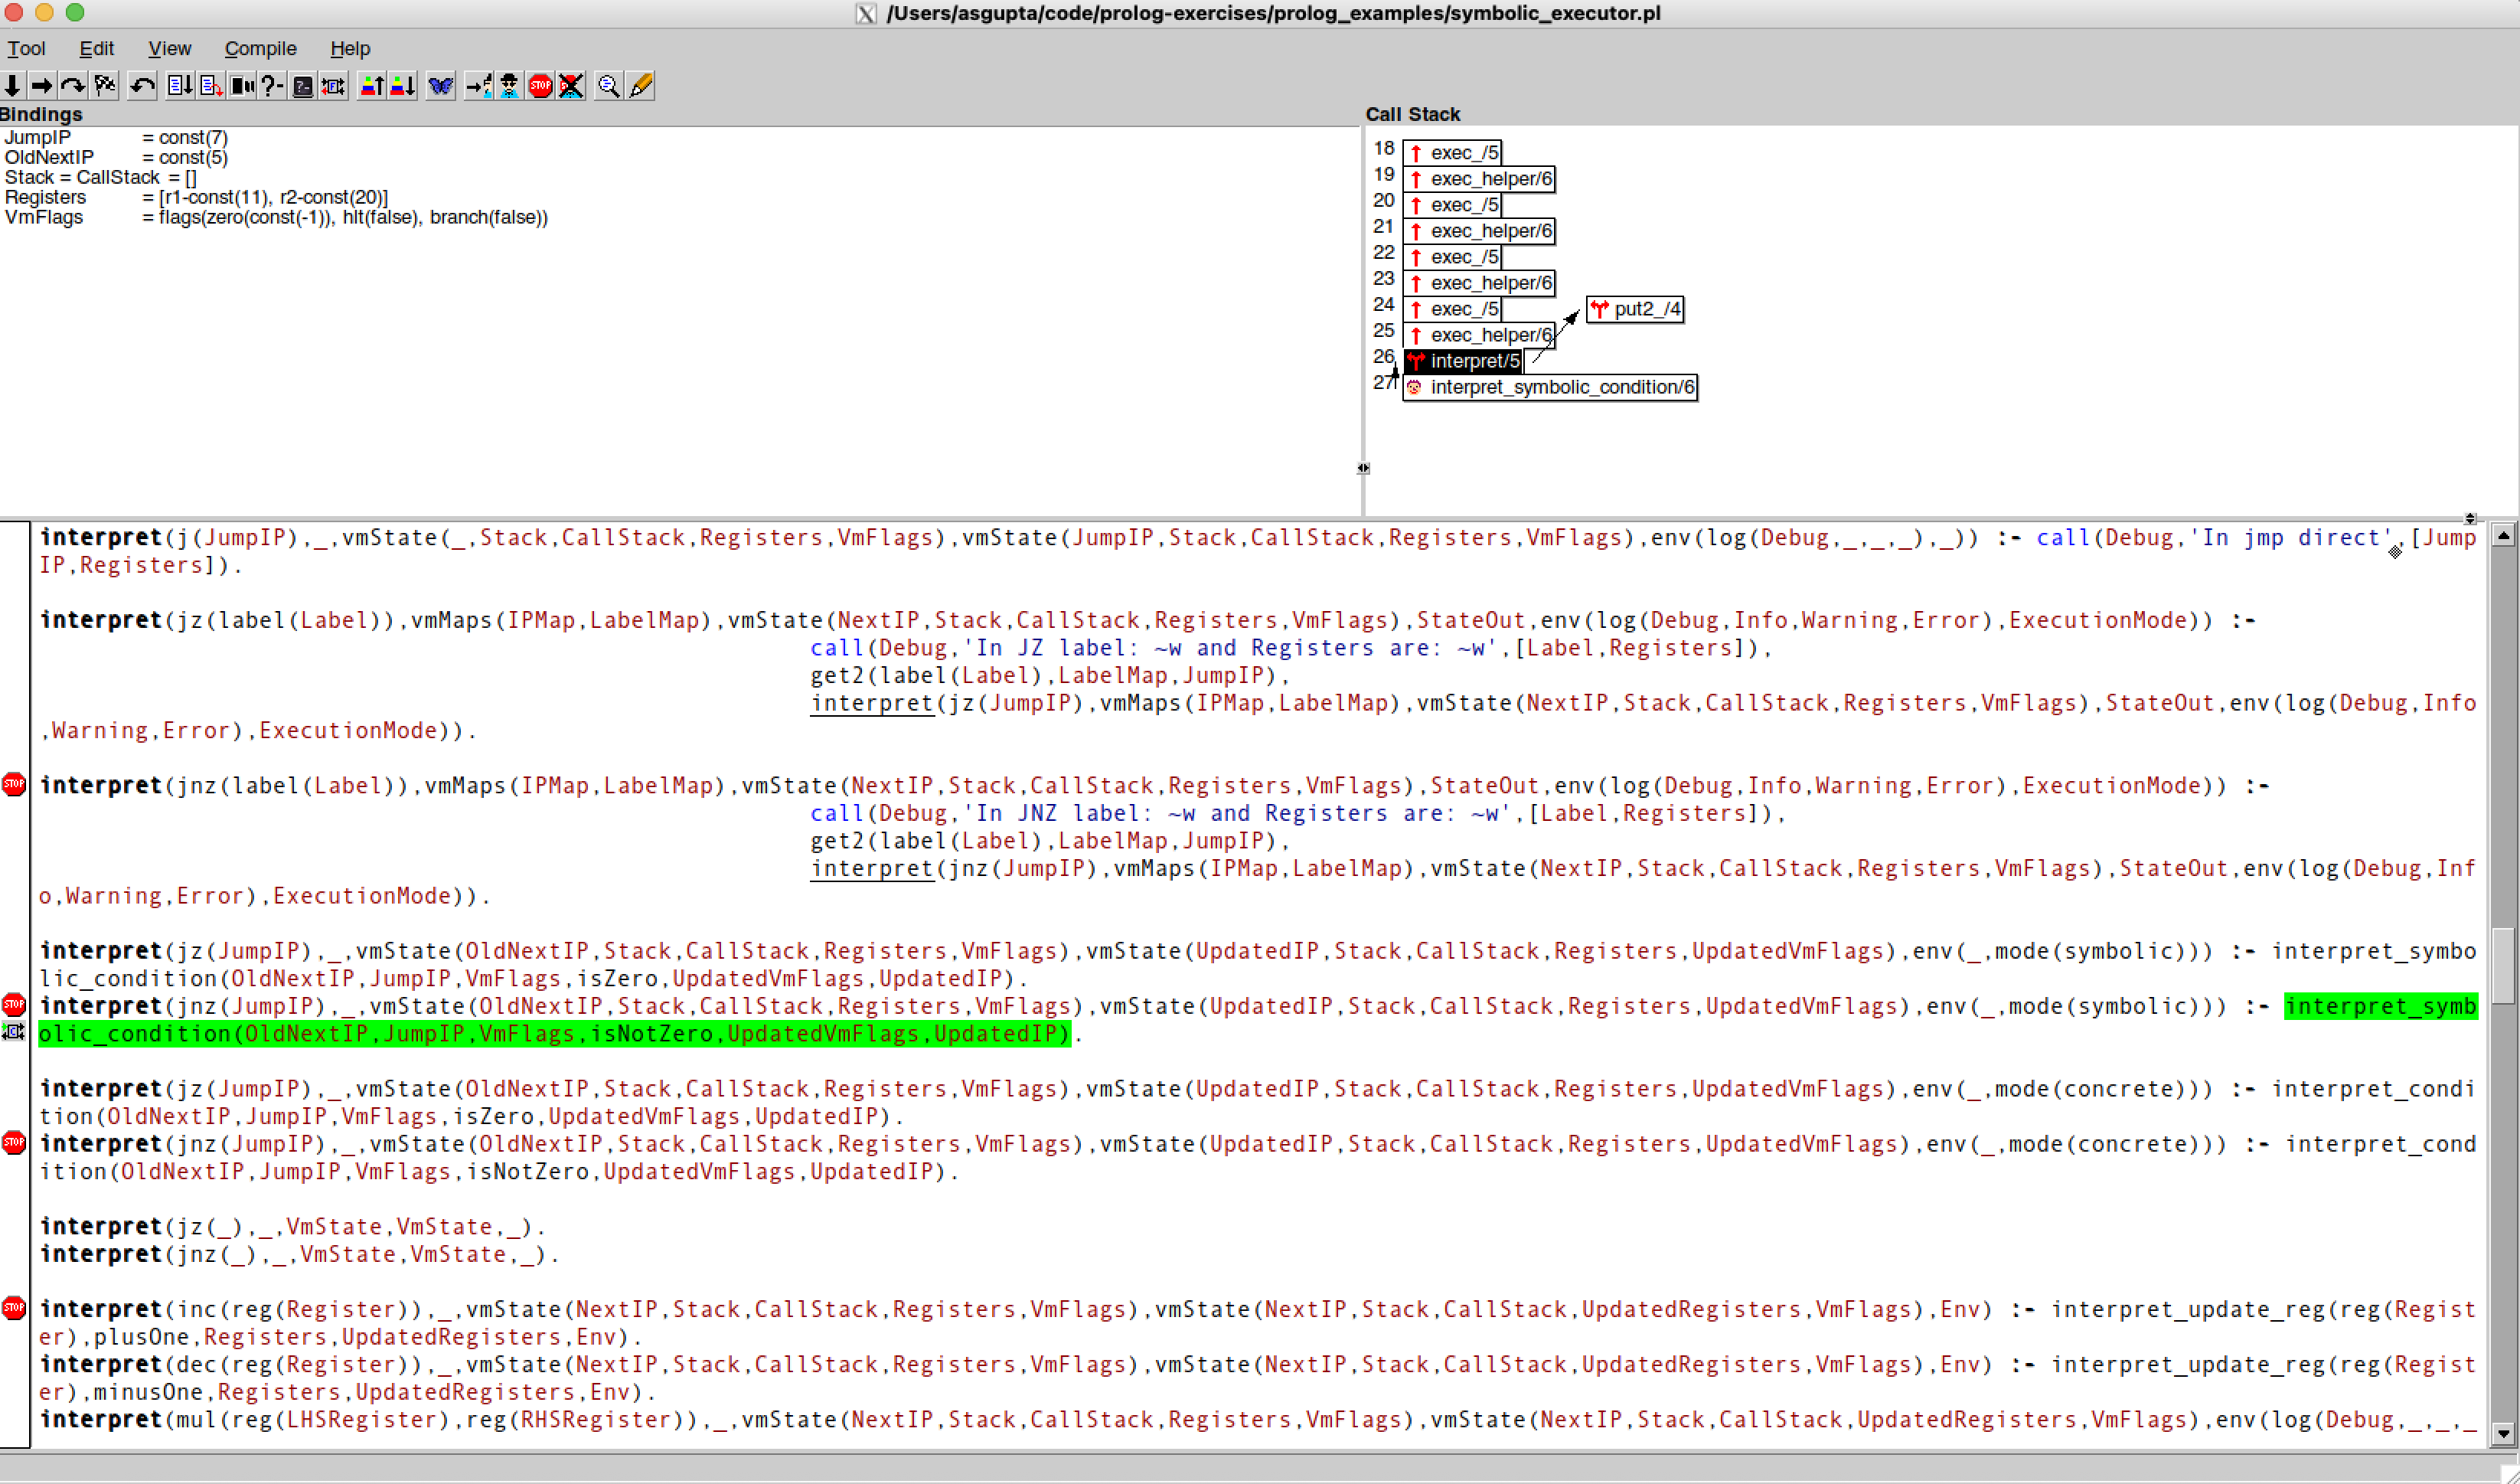 /Users/asgupta/code/prolog-exercises/prolog_examples/symbolic_executor.pl
Tool Edit View Compile Help
Bindings
JumpIP = const(7)
OldNextIP = const(5)
Stack = CallStack = []
Registers = [r1-const(11), r2-const(20)]
VmFlags = flags(zero(const(-1)), hlt(false), branch(false))
Call Stack
18 exec_/5
19 exec_helper/6
20 exec_/5
21 exec_helper/6
22 exec_/5
23 exec_helper/6
24 exec_/5 put2_/4
25 exec_helper/6
26 interpret/5
27 interpret_symbolic_condition/6
interpret(j(JumpIP),_,vmState(_,Stack,CallStack,Registers,VmFlags),vmState(JumpIP,Stack,CallStack,Registers,VmFlags),env(log(Debug,_,_,_),_)) :- call(Debug,'In jmp direct',[Jump
IP,Registers]).
interpret(jz(label(Label)),vmMaps(IPMap,LabelMap),vmState(NextIP,Stack,CallStack,Registers,VmFlags),StateOut,env(log(Debug,Info,Warning,Error),ExecutionMode)) :-
call(Debug,'In JZ label: ~w and Registers are: ~w',[Label,Registers]),
get2(label(Label),LabelMap,JumpIP),
interpret(jz(JumpIP),vmMaps(IPMap,LabelMap),vmState(NextIP,Stack,CallStack,Registers,VmFlags),StateOut,env(log(Debug,Info
,Warning,Error),ExecutionMode)).
STOP interpret(jnz(label(Label)),vmMaps(IPMap,LabelMap),vmState(NextIP,Stack,CallStack,Registers,VmFlags),StateOut,env(log(Debug,Info,Warning,Error),ExecutionMode)) :-
call(Debug,'In JNZ label: ~w and Registers are: ~w',[Label,Registers]),
get2(label(Label),LabelMap,JumpIP),
interpret(jnz(JumpIP),vmMaps(IPMap,LabelMap),vmState(NextIP,Stack,CallStack,Registers,VmFlags),StateOut,env(log(Debug,Inf
o,Warning,Error),ExecutionMode)).
interpret(jz(JumpIP),_,vmState(OldNextIP,Stack,CallStack,Registers,VmFlags),vmState(UpdatedIP,Stack,CallStack,Registers,UpdatedVmFlags),env(_,mode(symbolic))) :- interpret_symbo
lic_condition(OldNextIP,JumpIP,VmFlags,isZero,UpdatedVmFlags,UpdatedIP).
STOP interpret(jnz(JumpIP),_,vmState(OldNextIP,Stack,CallStack,Registers,VmFlags),vmState(UpdatedIP,Stack,CallStack,Registers,UpdatedVmFlags),env(_,mode(symbolic))) :- interpret_symb
olic_condition(OldNextIP,JumpIP,VmFlags,isNotZero,UpdatedVmFlags,UpdatedIP).
interpret(jz(JumpIP),_,vmState(OldNextIP,Stack,CallStack,Registers,VmFlags),vmState(UpdatedIP,Stack,CallStack,Registers,UpdatedVmFlags),env(_,mode(concrete))) :- interpret_condi
tion(OldNextIP,JumpIP,VmFlags,isZero,UpdatedVmFlags,UpdatedIP).
STOP interpret(jnz(JumpIP),_,vmState(OldNextIP,Stack,CallStack,Registers,VmFlags),vmState(UpdatedIP,Stack,CallStack,Registers,UpdatedVmFlags),env(_,mode(concrete))) :- interpret_cond
ition(OldNextIP,JumpIP,VmFlags,isNotZero,UpdatedVmFlags,UpdatedIP).
interpret(jz(_),_,VmState,VmState,_).
interpret(jnz(_),_,VmState,VmState,_).
STOP interpret(inc(reg(Register)),_,vmState(NextIP,Stack,CallStack,Registers,VmFlags),vmState(NextIP,Stack,CallStack,UpdatedRegisters,VmFlags),Env) :- interpret_update_reg(reg(Regist
er),plusOne,Registers,UpdatedRegisters,Env).
interpret(dec(reg(Register)),_,vmState(NextIP,Stack,CallStack,Registers,VmFlags),vmState(NextIP,Stack,CallStack,UpdatedRegisters,VmFlags),Env) :- interpret_update_reg(reg(Regist
er),minusOne,Registers,UpdatedRegisters,Env).
interpret(mul(reg(LHSRegister),reg(RHSRegister)),_,vmState(NextIP,Stack,CallStack,Registers,VmFlags),vmState(NextIP,Stack,CallStack,UpdatedRegisters,VmFlags),env(log(Debug,_,_,_